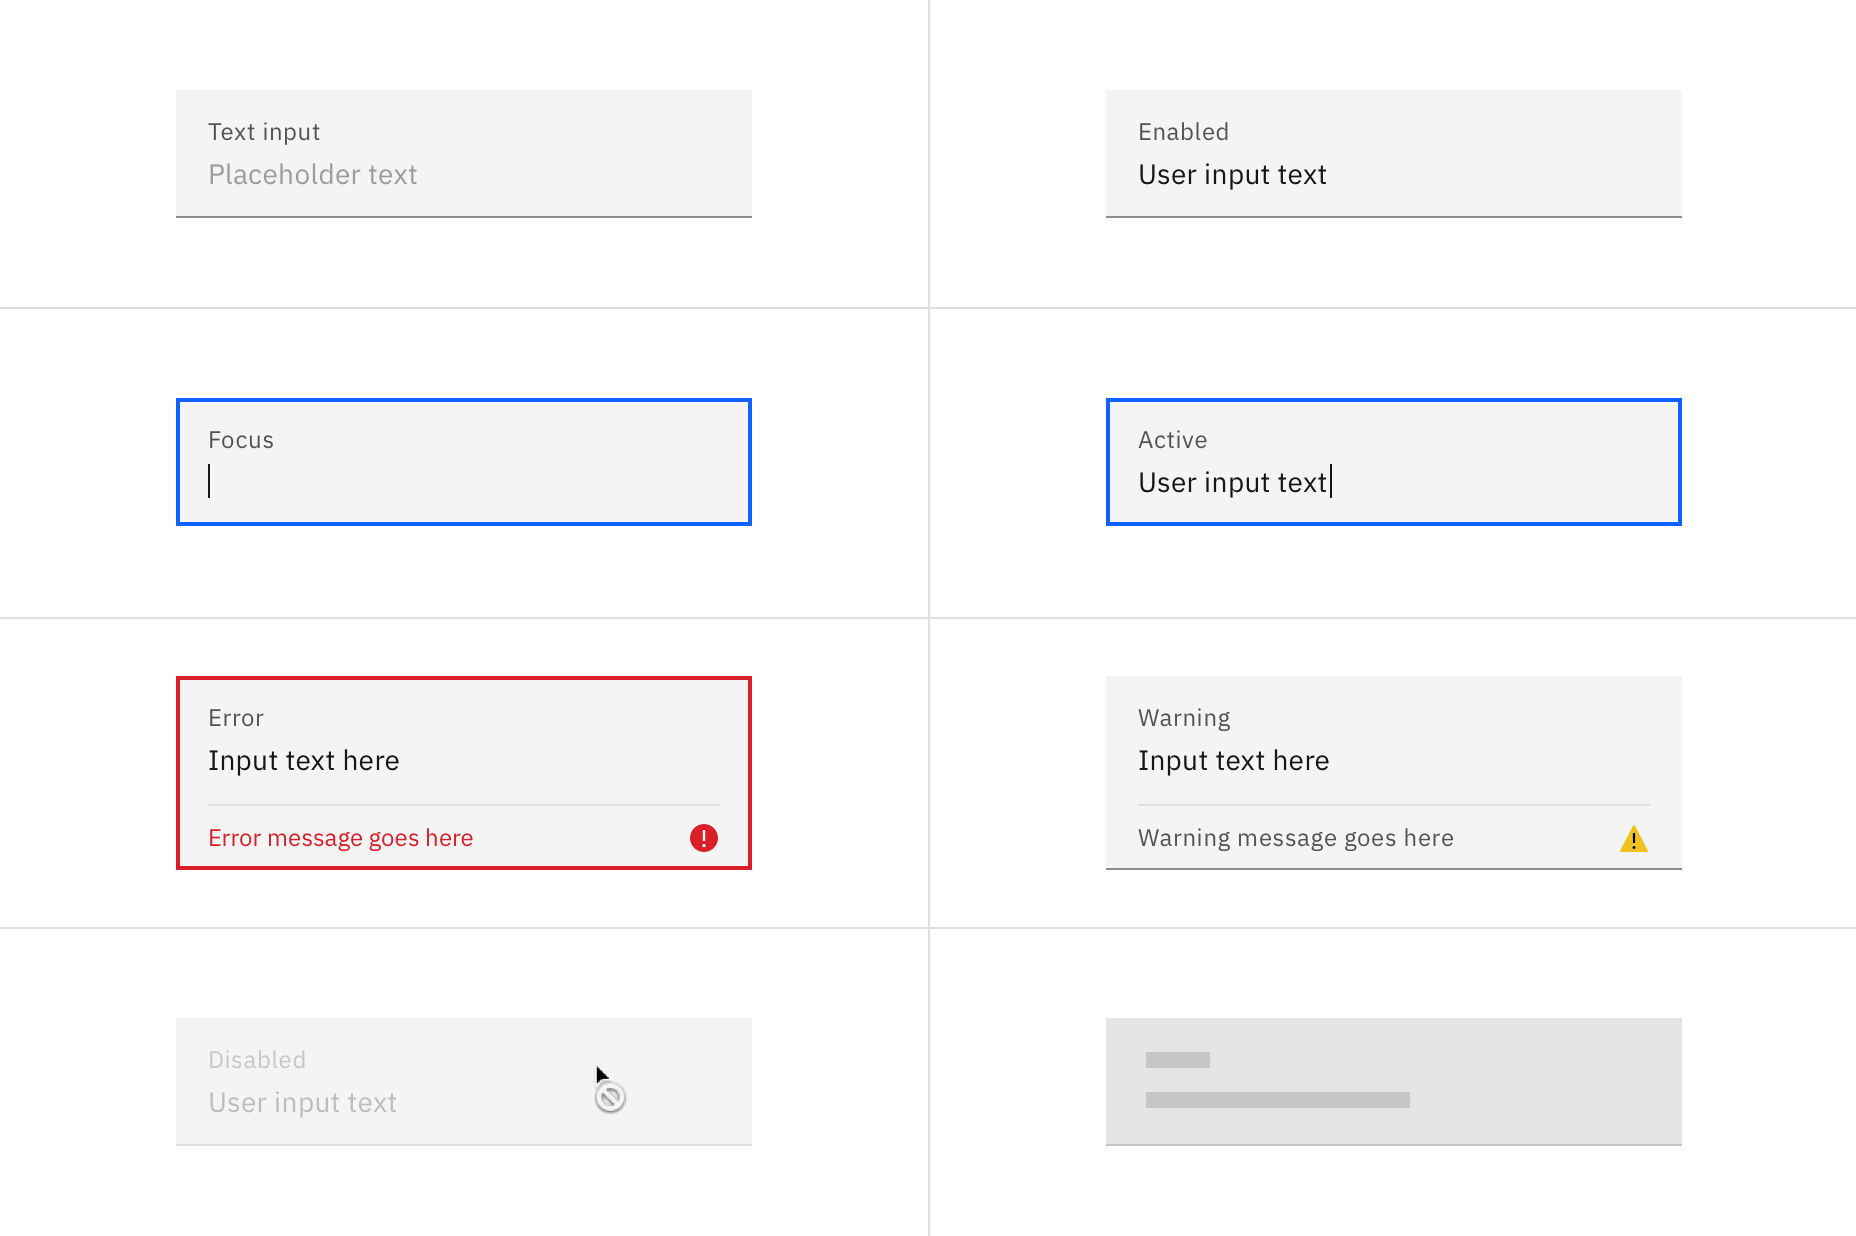 Text input
Placeholder text
Enabled
User input text
Focus
Active
User input text
Error
Input text here
Error message goes here
Warning
Input text here
Warning message goes here
Disabled
User input text